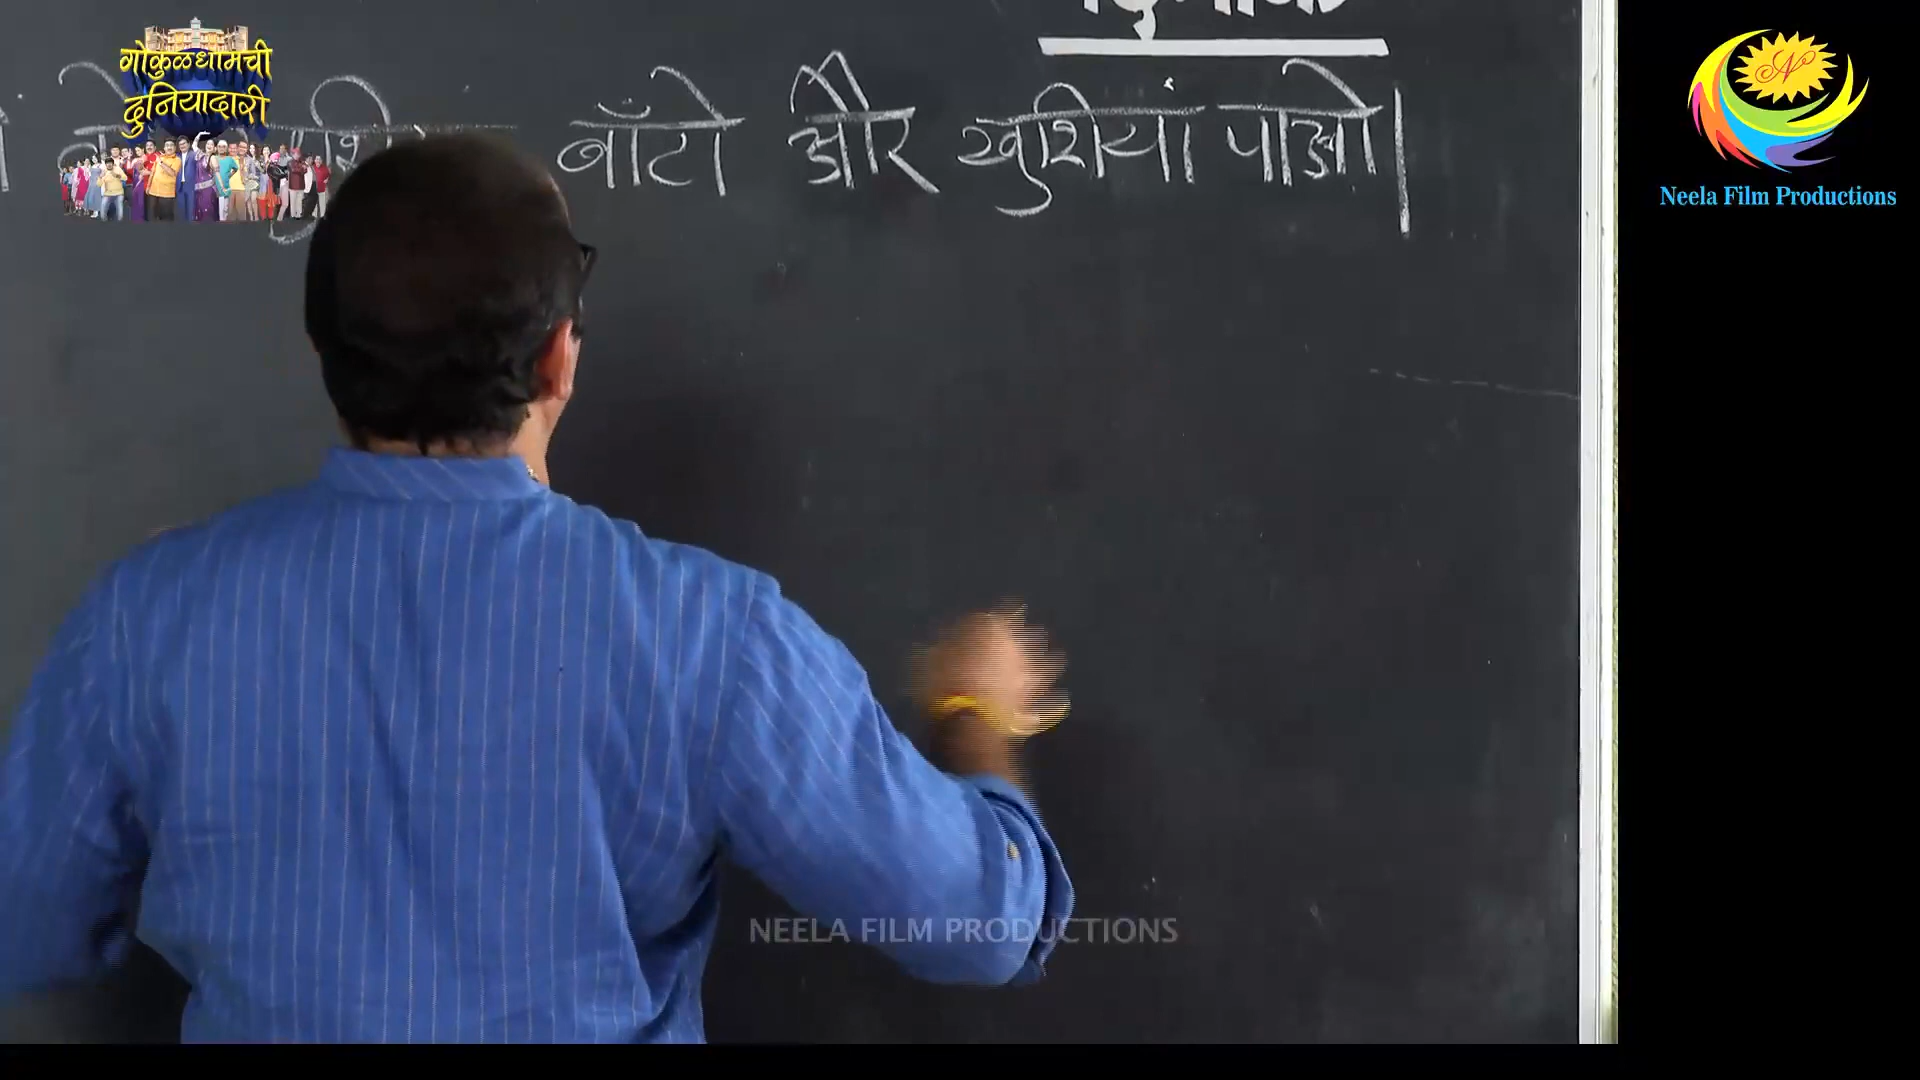 गोकुळधामची
दुनियादारी
बाँटो और खुशियां पाओ।
Neela Film Productions
NEELA FILM PRODUCTIONS